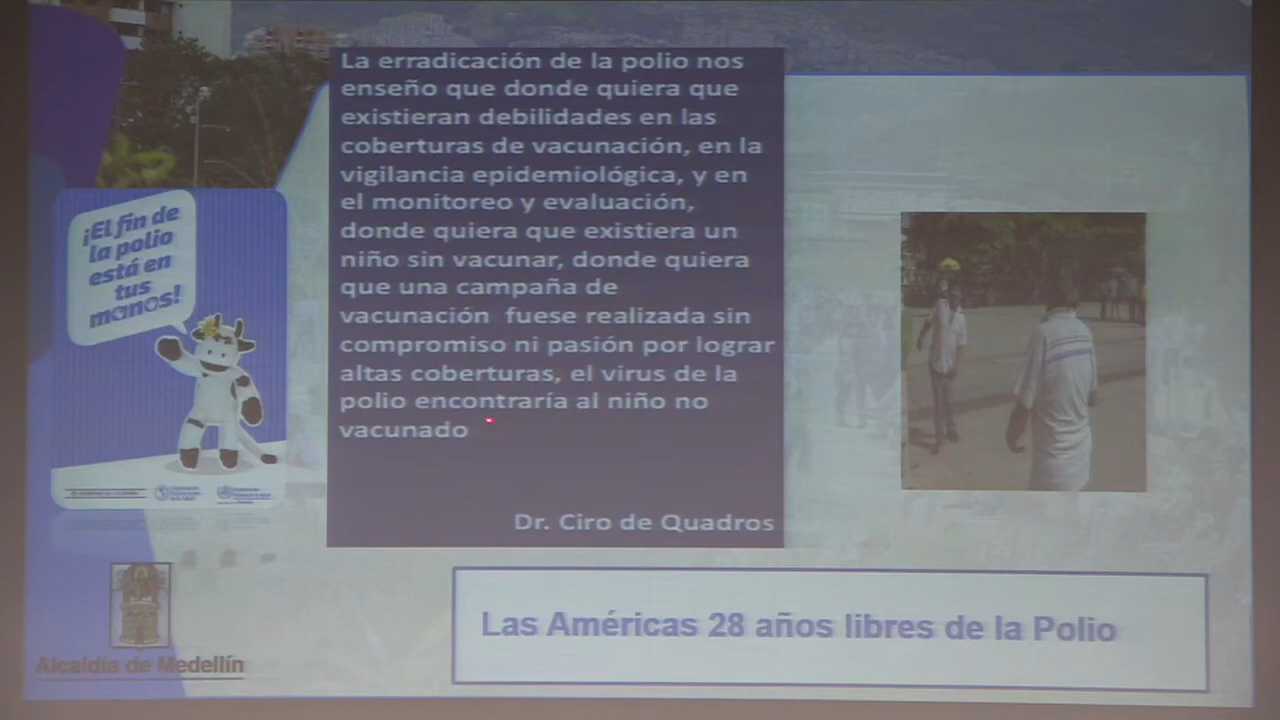 La erradicación de la polio nos
enseño que donde quiera que
existieran debilidades en las
coberturas de vacunación, en la
vigilancia epidemiológica, y en
el monitoreo y evaluación,
donde quiera que existiera un
niño sin vacunar, donde quiera
que una campaña de
vacunación fuese realizada sin
compromiso ni pasión por lograr
altas coberturas, el virus de la
polio encontraría al niño no
vacunado
Dr. Ciro de Quadros
¡El fin de
la polio
está en
tus
manos!
Las Américas 28 años libres de la Polio
Alcaldía de Medellín